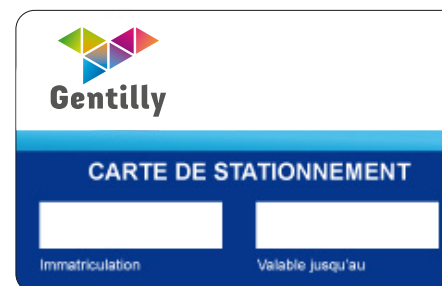 Gentilly
CARTE DE STATIONNEMENT
Immatriculation
Valable jusqu'au